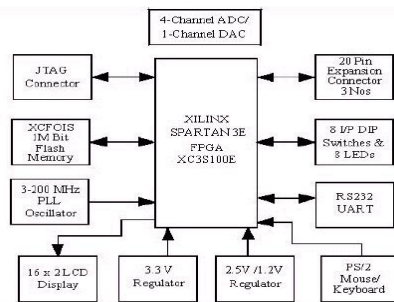 4-Channel ADC/
1-Channel DAC
JTAG
Connector
XCFOIS
1M Bit
Flash
Memory
3-200 MHz
PLL
Oscillator
XILINX
SPARTAN 3E
FPGA
XC3S100E
20 Pin
Expansion
Connector
3 Nos
8 I/P DIP
Switches &
8 LEDs
RS232
UART
16 x 2 LCD
Display
3.3 V
Regulator
2.5V /1.2V
Regulator
PS/2
Mouse/
Keyboard